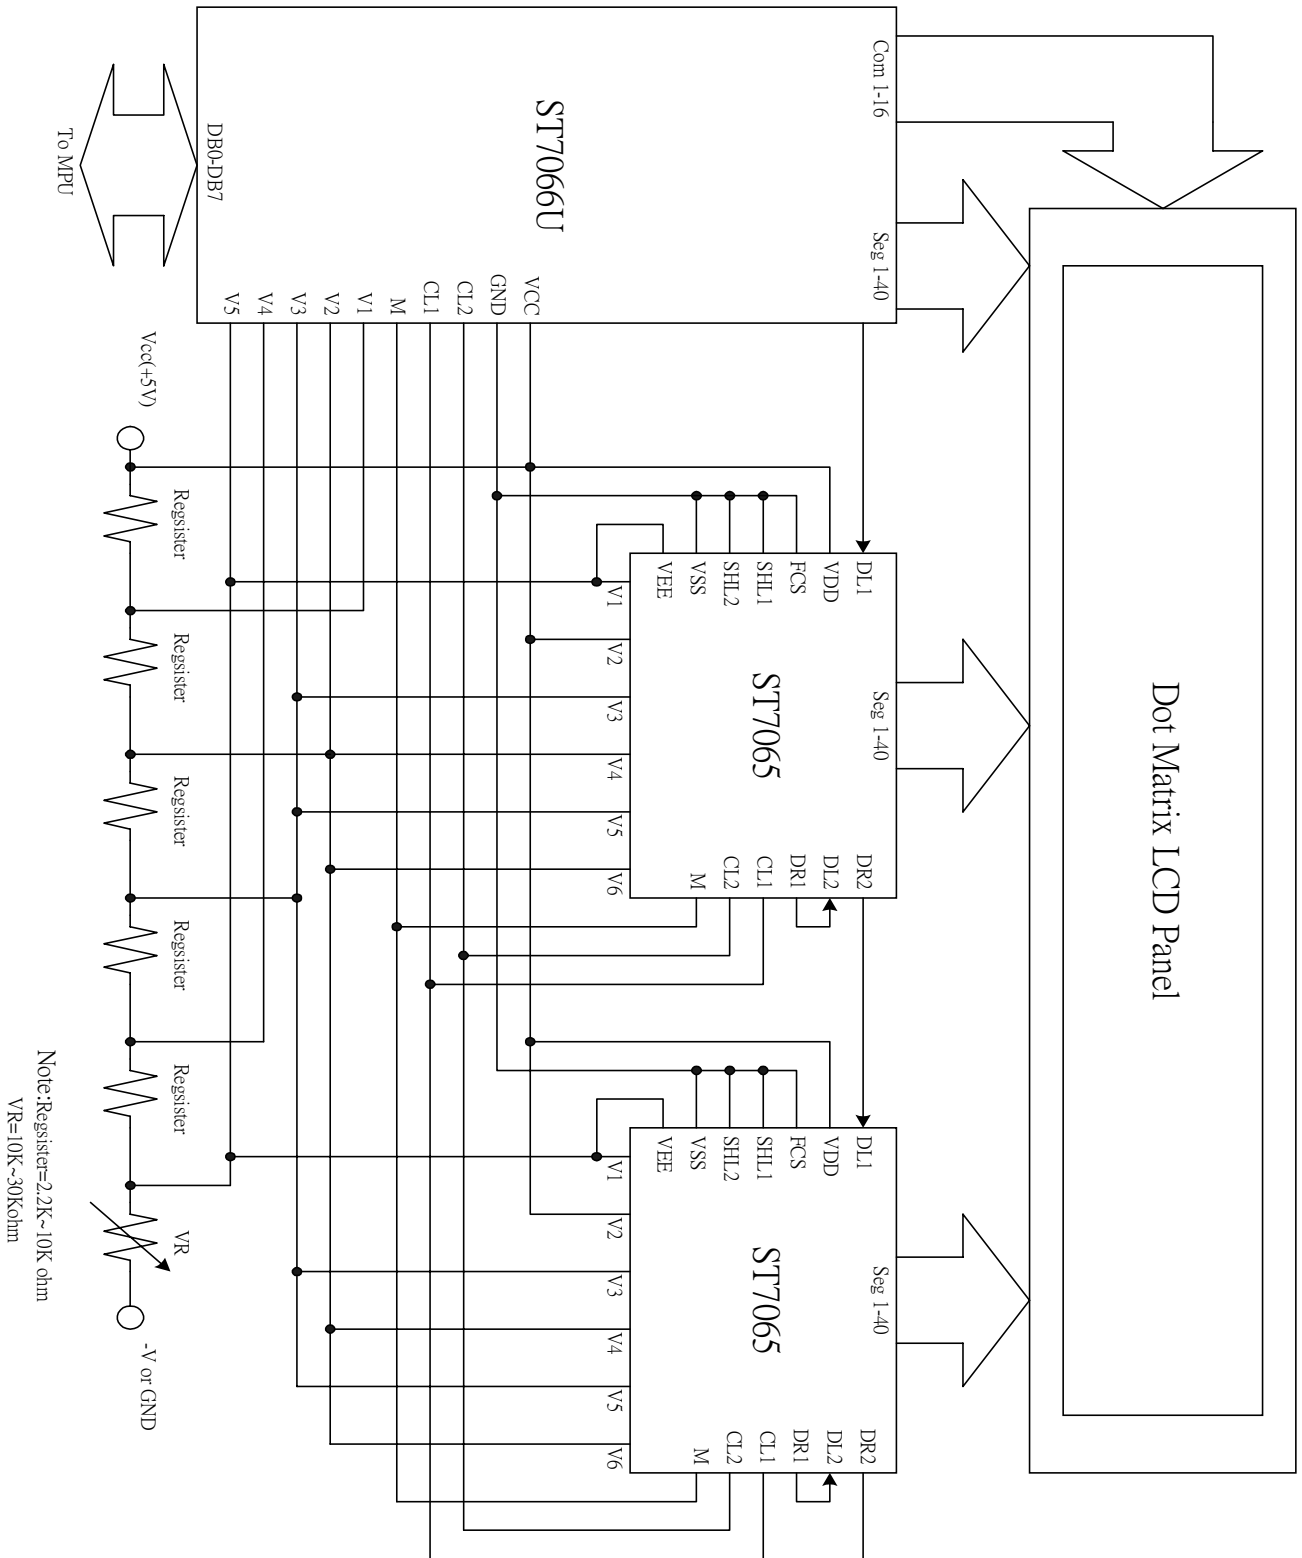 Dot Matrix LCD Panel
Com 1-16
Seg 1-40
Seg 1-40
Seg 1-40
ST7066U
DB0-DB7
To MPU
VCC
GND
CL2
CL1
M
V1
V2
V3
V4
V5
DL1
VDD
FCS
SHL1
SHL2
VSS
VEE
ST7065
V1
V2
V3
V4
V5
V6
DR2
DL2
DR1
CL1
CL2
M
DL1
VDD
FCS
SHL1
SHL2
VSS
VEE
ST7065
V1
V2
V3
V4
V5
V6
DR2
DL2
DR1
CL1
CL2
M
Vcc(+5V)
Regsister
Regsister
Regsister
Regsister
Regsister
VR
-V or GND
Note:Regsister=2.2K~10K ohm
VR=10K~30Kohm